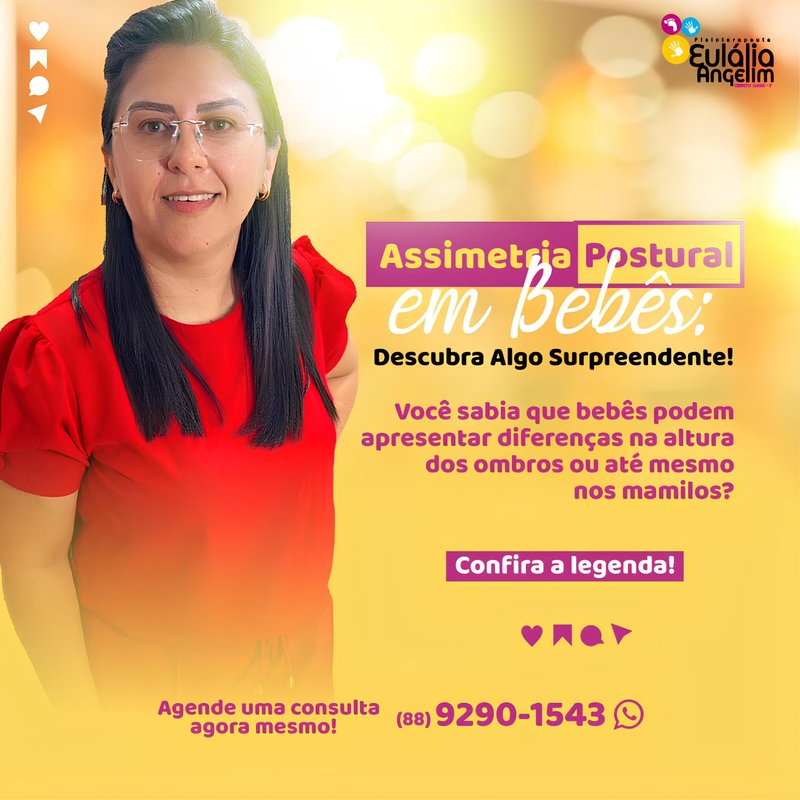 Fisioterapeuta
Eulália
Angelim
Assimetria Postural
em Bebês:
Descubra Algo Surpreendente!
Você sabia que bebês podem
apresentar diferenças na altura
dos ombros ou até mesmo
nos mamilos?
Confira a legenda!
Agende uma consulta
agora mesmo!
(88) 9290-1543